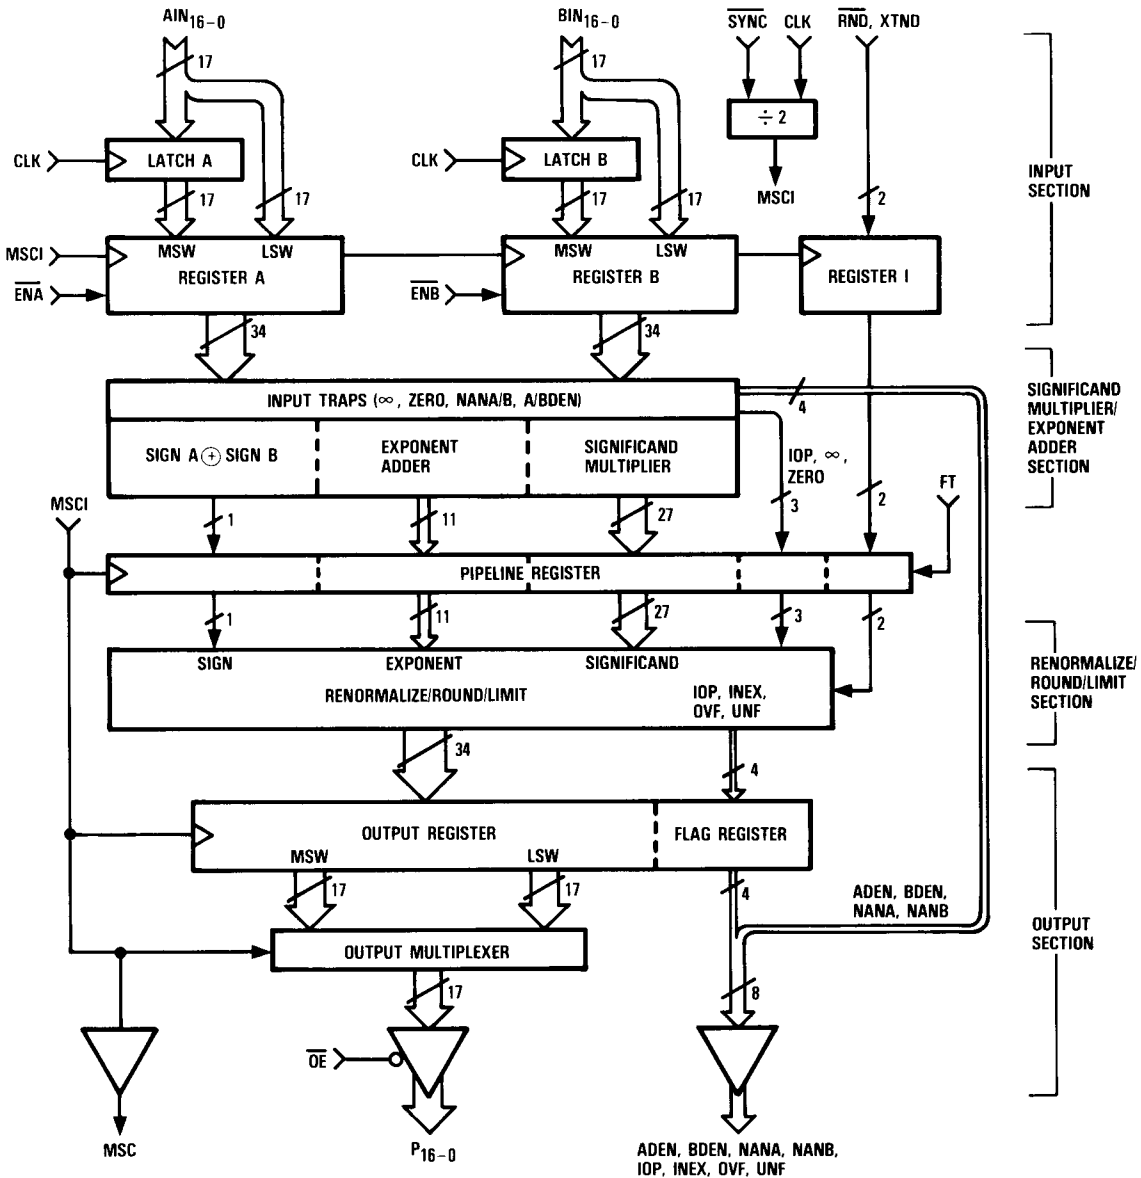 AIN16-0
BIN16-0
SYNC CLK
RND, XTND
17
17
÷ 2
CLK
LATCH A
CLK
LATCH B
MSCI
17
17
17
17
2
INPUT
SECTION
MSCI
MSW
LSW
REGISTER A
MSW
LSW
REGISTER B
REGISTER I
ENA
ENB
34
34
INPUT TRAPS (∞, ZERO, NANA/B, A/BDEN)
4
SIGNIFICAND
MULTIPLIER/
EXPONENT
ADDER
SECTION
SIGN A ⊕ SIGN B
EXPONENT
ADDER
SIGNIFICAND
MULTIPLIER
IOP, ∞,
ZERO
MSCI
FT
1
11
27
3
2
PIPELINE REGISTER
1
11
27
3
2
SIGN
EXPONENT
SIGNIFICAND
RENORMALIZE/ROUND/LIMIT
IOP, INEX,
OVF, UNF
RENORMALIZE/
ROUND/LIMIT
SECTION
34
4
OUTPUT REGISTER
FLAG REGISTER
MSW
LSW
17
17
4
ADEN, BDEN,
NANA, NANB
OUTPUT
SECTION
OUTPUT MULTIPLEXER
17
8
OE
MSC
P16-0
ADEN, BDEN, NANA, NANB,
IOP, INEX, OVF, UNF